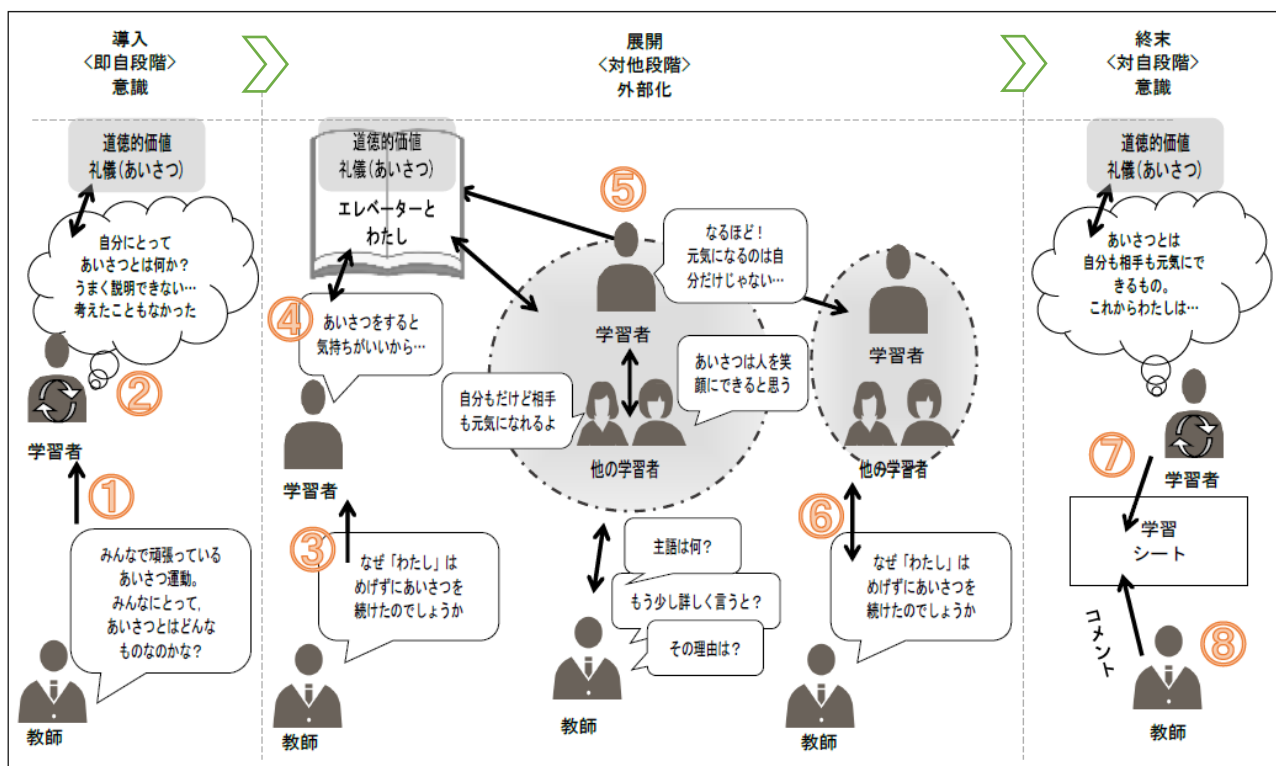 導入
<即自段階>
意識
展開
<対他段階>
外部化
終末
<対自段階>
意識
道徳的価値
礼儀(あいさつ)
自分にとって
あいさつとは何か?
うまく説明できない…
考えたこともなかった
②
学習者
①
みんなで頑張っている
あいさつ運動。
みんなにとって,
あいさつとはどんな
ものなのかな?
教師
道徳的価値
礼儀(あいさつ)
エレベーターと
わたし
④
あいさつをすると
気持ちがいいから…
学習者
③
なぜ「わたし」は
めげずにあいさつを
続けたのでしょうか
教師
⑤
なるほど!
元気になるのは自
分だけじゃない…
学習者
あいさつは人を笑
顔にできると思う
自分もだけど相手
も元気になれるよ
他の学習者
主語は何?
もう少し詳しく言うと?
その理由は?
教師
学習者
他の学習者
⑥
なぜ「わたし」は
めげずにあいさつを
続けたのでしょうか
教師
道徳的価値
礼儀(あいさつ)
あいさつとは
自分も相手も元気にで
きるもの。
これからわたしは…
⑦
学習者
学習
シート
コメント
⑧
教師